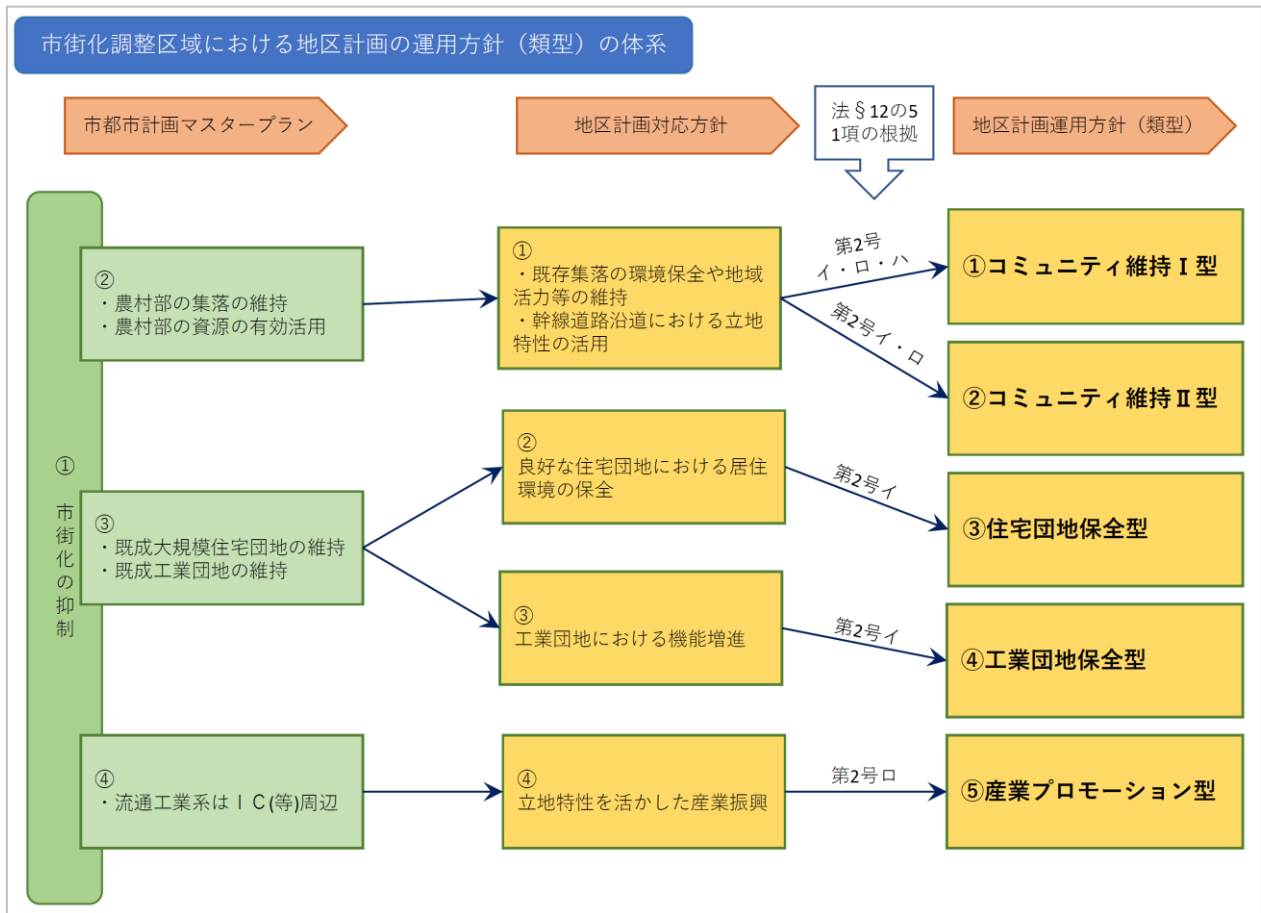 市街化調整区域における地区計画の運用方針（類型）の体系
市都市計画マスタープラン
地区計画対応方針
法§12の5
1項の根拠
地区計画運用方針（類型）
①　市街化の抑制
②
・農村部の集落の維持
・農村部の資源の有効活用
①
・既存集落の環境保全や地域
活力等の維持
・幹線道路沿道における立地
特性の活用
第2号
イ・ロ・ハ
①コミュニティ維持Ⅰ型
第2号イ・ロ
②コミュニティ維持Ⅱ型
③
・既成大規模住宅団地の維持
・既成工業団地の維持
②
良好な住宅団地における居住
環境の保全
第2号イ
③住宅団地保全型
③
工業団地における機能増進
第2号イ
④工業団地保全型
④
・流通工業系はＩＣ(等)周辺
④
立地特性を活かした産業振興
第2号ロ
⑤産業プロモーション型